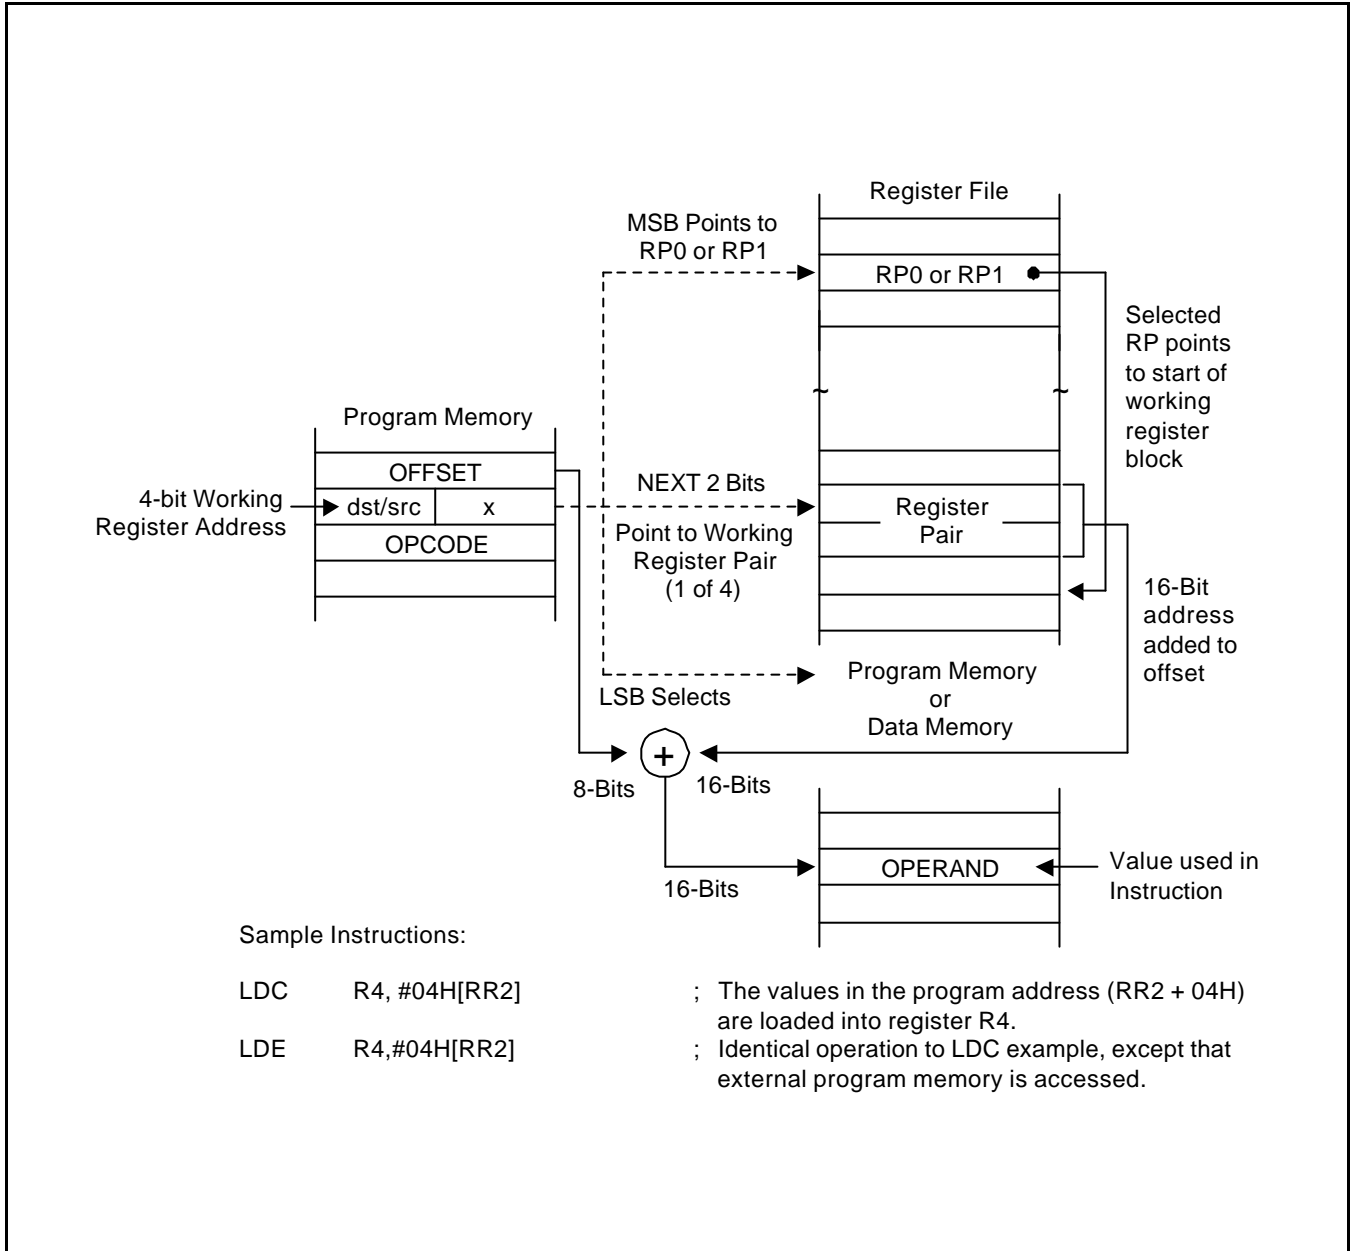 Register File
MSB Points to
RP0 or RP1
RP0 or RP1
Selected
RP points
to start of
working
register
block
~ ~
Program Memory
OFFSET
4-bit Working
Register Address
dst/src x
OPCODE
NEXT 2 Bits
Point to Working
Register Pair
(1 of 4)
Register
Pair
16-Bit
address
added to
offset
LSB Selects
Program Memory
or
Data Memory
+
8-Bits
16-Bits
16-Bits
OPERAND
Value used in
Instruction
Sample Instructions:
LDC R4, #04H[RR2] ; The values in the program address (RR2 + 04H)
are loaded into register R4.
LDE R4,#04H[RR2] ; Identical operation to LDC example, except that
external program memory is accessed.